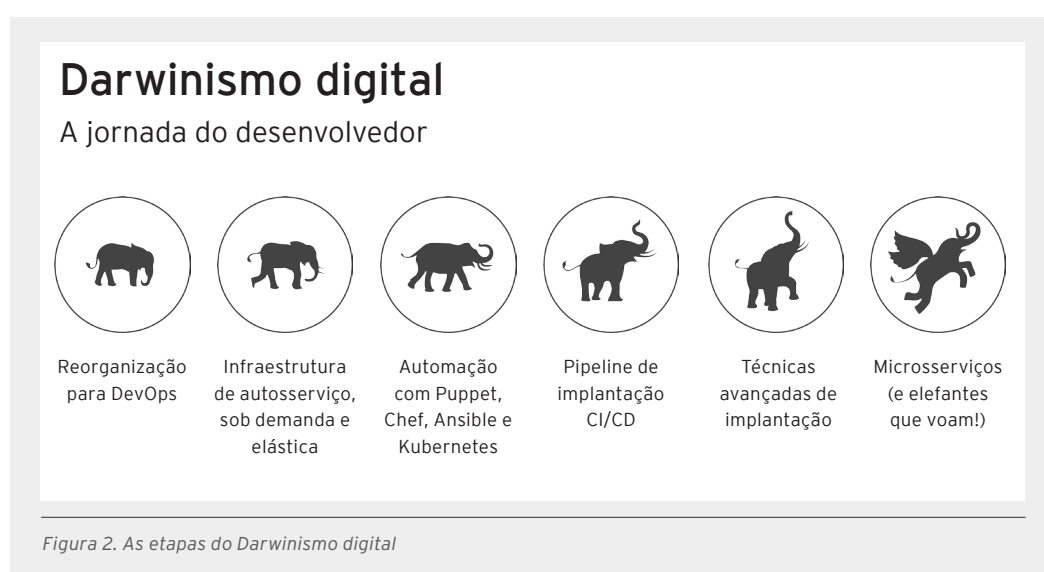 Darwinismo digital
A jornada do desenvolvedor
Reorganização
para DevOps
Infraestrutura
de autosserviço,
sob demanda e
elástica
Automação
com Puppet,
Chef, Ansible e
Kubernetes
Pipeline de
implantação
CI/CD
Técnicas
avançadas de
implantação
Microsserviços
(e elefantes
que voam!)
Figura 2. As etapas do Darwinismo digital